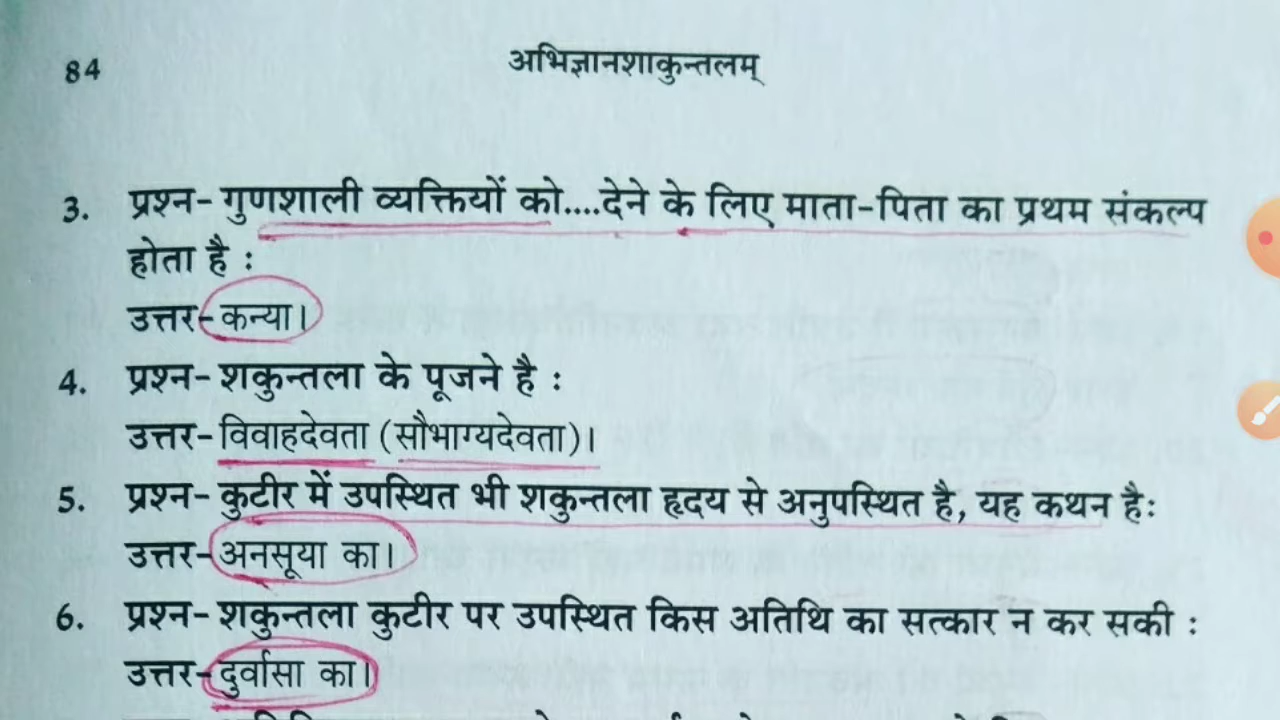 84
अभिज्ञानशाकुन्तलम्
3. प्रश्न- गुणशाली व्यक्तियों को....देने के लिए माता-पिता का प्रथम संकल्प
होता है :
उत्तर- कन्या।
4. प्रश्न- शकुन्तला के पूजने है :
उत्तर- विवाहदेवता (सौभाग्यदेवता)।
5. प्रश्न- कुटीर में उपस्थित भी शकुन्तला हृदय से अनुपस्थित है, यह कथन है:
उत्तर- अनसूया का।
6. प्रश्न- शकुन्तला कुटीर पर उपस्थित किस अतिथि का सत्कार न कर सकी :
उत्तर- दुर्वासा का।